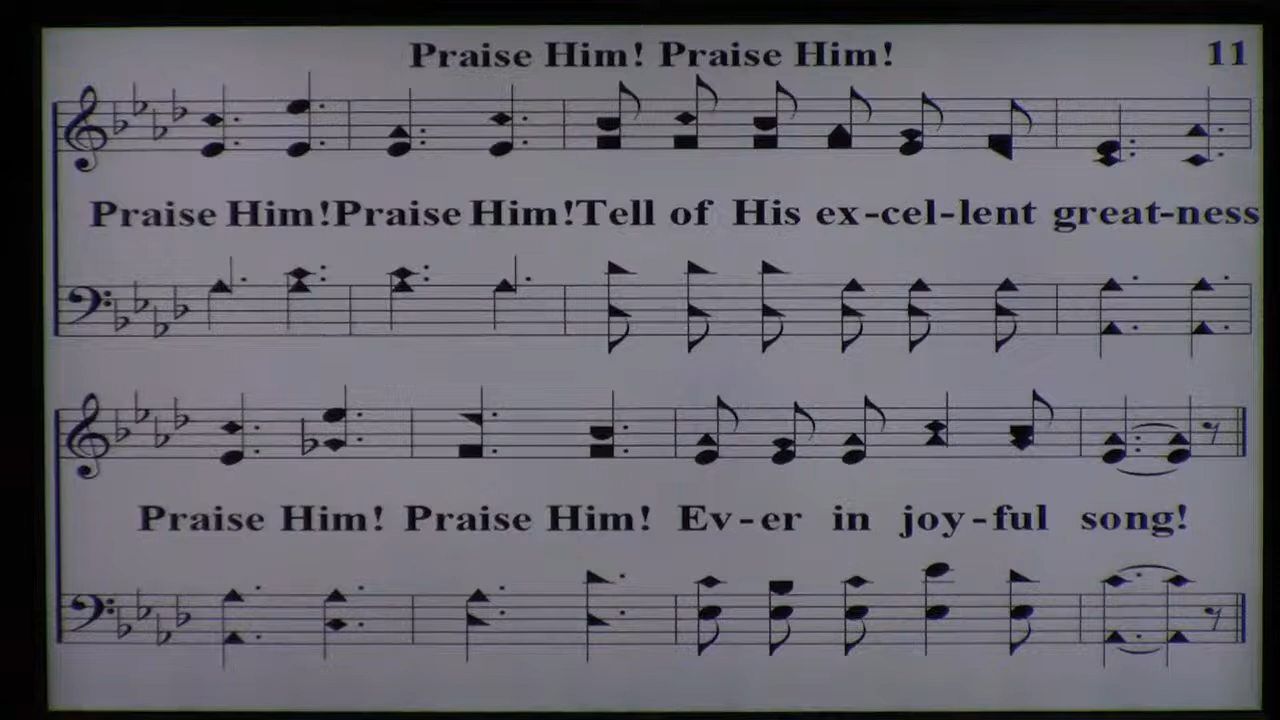 Praise Him! Praise Him! 11
Praise Him!Praise Him!Tell of His ex-cel-lent great-ness
Praise Him! Praise Him! Ev-er in joy-ful song!